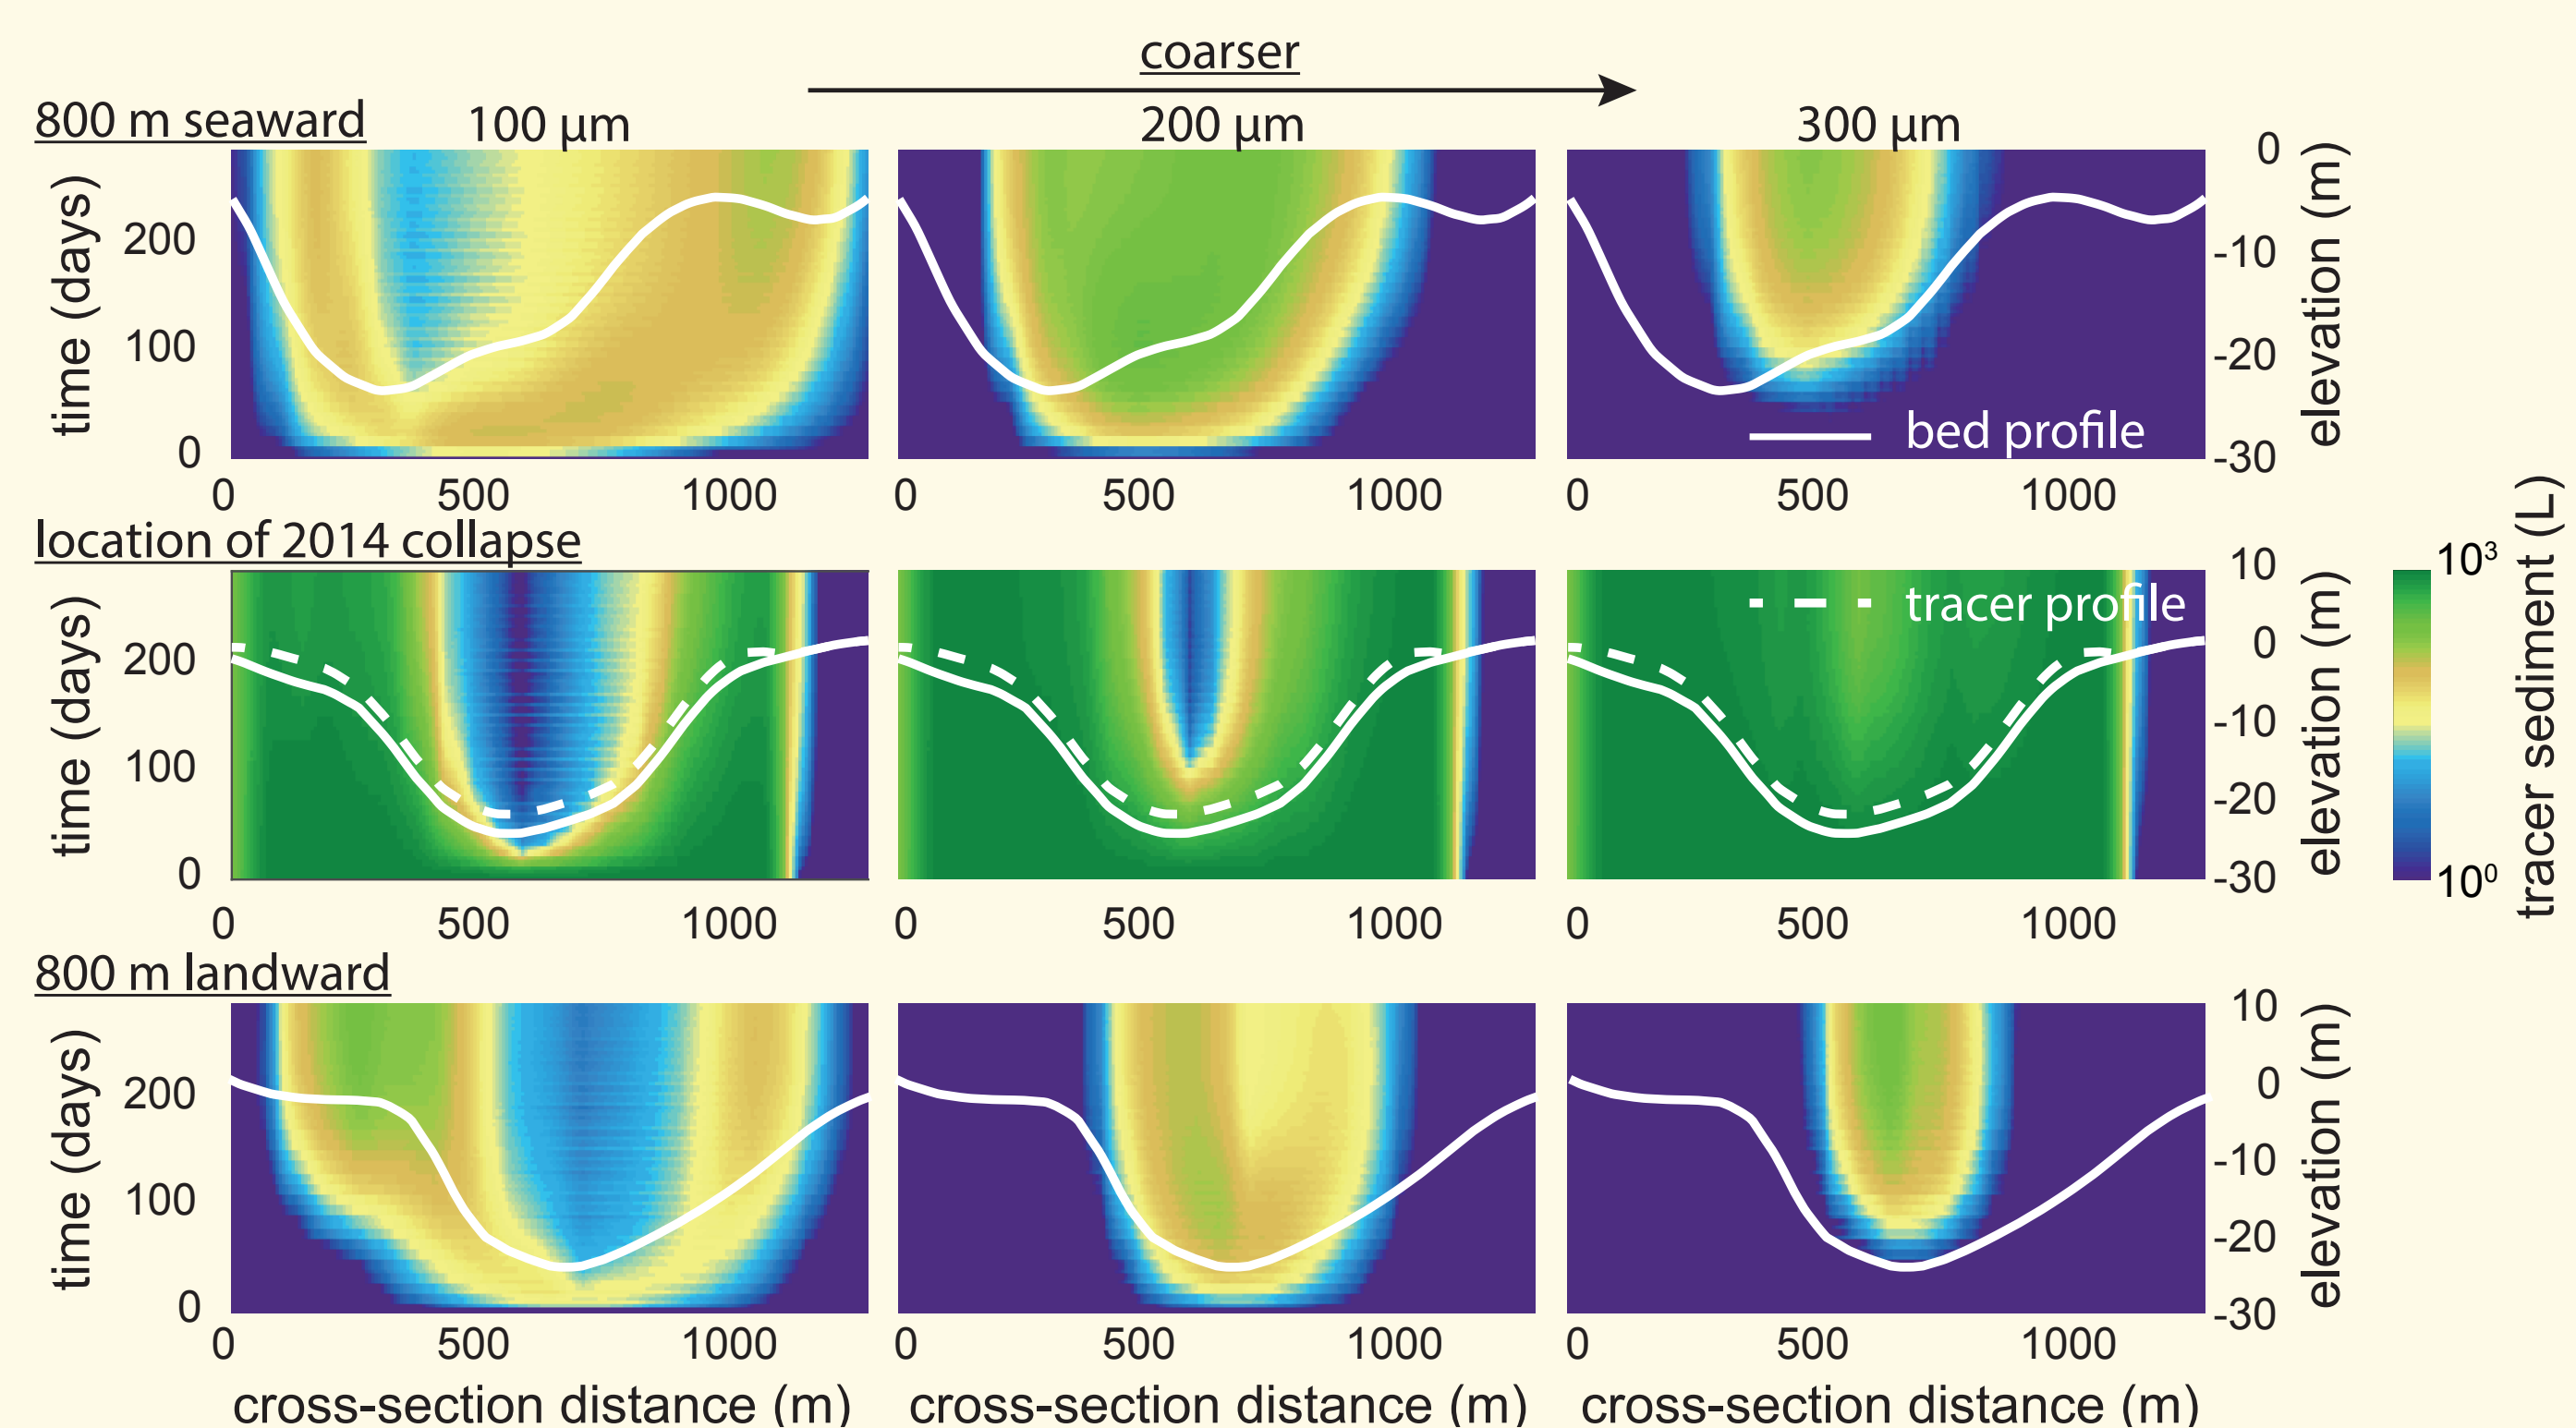 coarser
800 m seaward
100 µm
200 µm
300 µm
time (days)
200
100
0
0
-10
-20
-30
elevation (m)
bed profile
0 500 1000
0 500 1000
0 500 1000
location of 2014 collapse
time (days)
200
100
0
10
0
-10
-20
-30
elevation (m)
tracer profile
10³
10⁰
tracer sediment (L)
0 500 1000
0 500 1000
0 500 1000
800 m landward
time (days)
200
100
0
10
0
-10
-20
-30
elevation (m)
0 500 1000
0 500 1000
0 500 1000
cross-section distance (m)
cross-section distance (m)
cross-section distance (m)